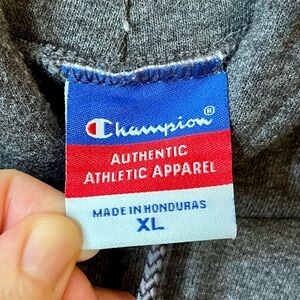 Champion®
AUTHENTIC
ATHLETIC APPAREL
MADE IN HONDURAS
XL